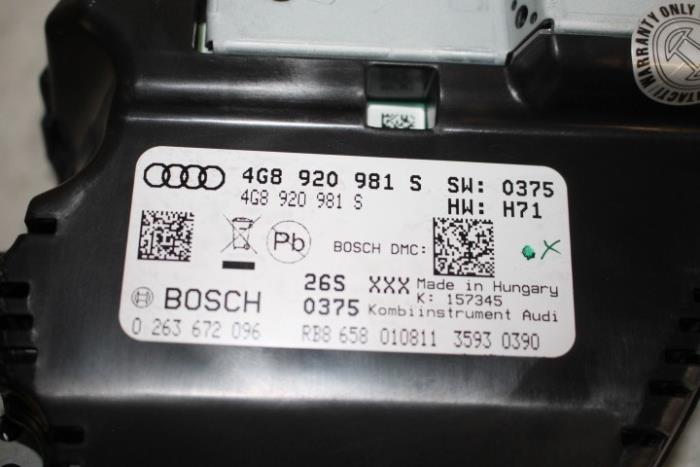 WARRANTY ONLY
4G8 920 981 S SW: 0375
4G8 920 981 S HW: H71
Pb
BOSCH DMC:
26S XXX Made in Hungary
K: 157345
BOSCH 0375 Kombiinstrument Audi
0 263 672 096 RB8 658 010811 3593 0390